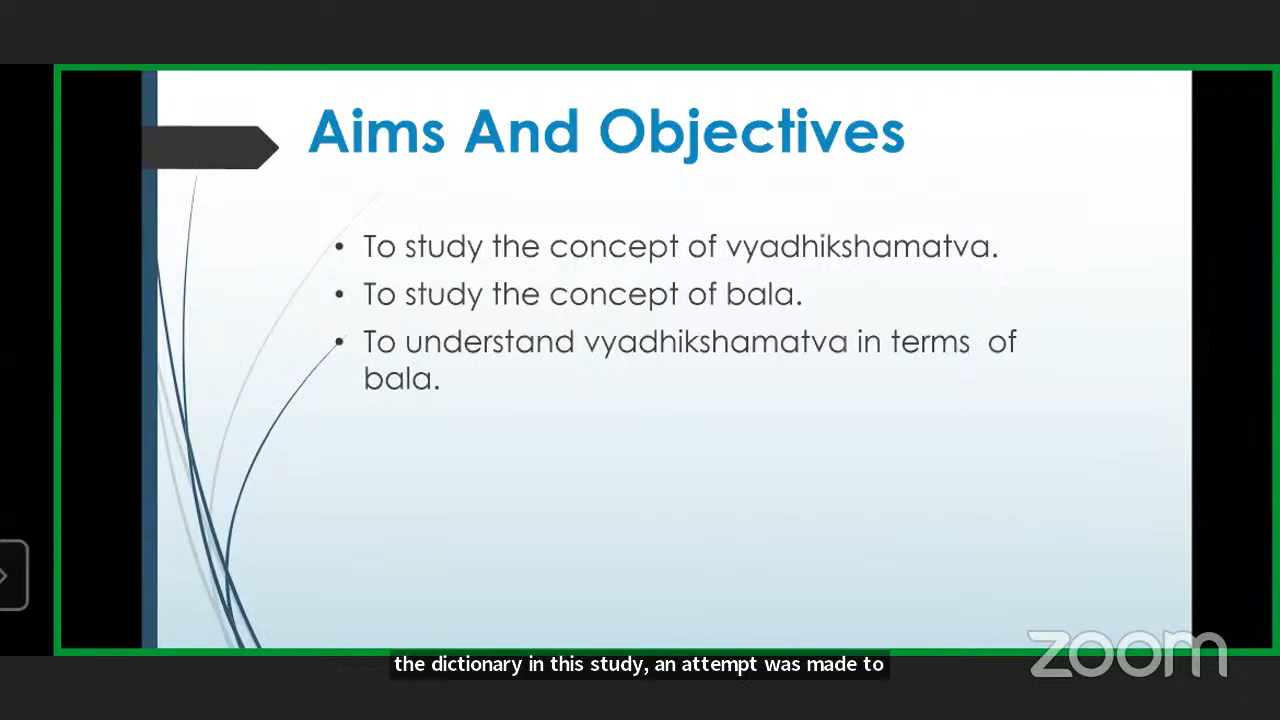 Aims And Objectives
• To study the concept of vyadhikshamatva.
• To study the concept of bala.
• To understand vyadhikshamatva in terms of
bala.
zoom
the dictionary in this study, an attempt was made to